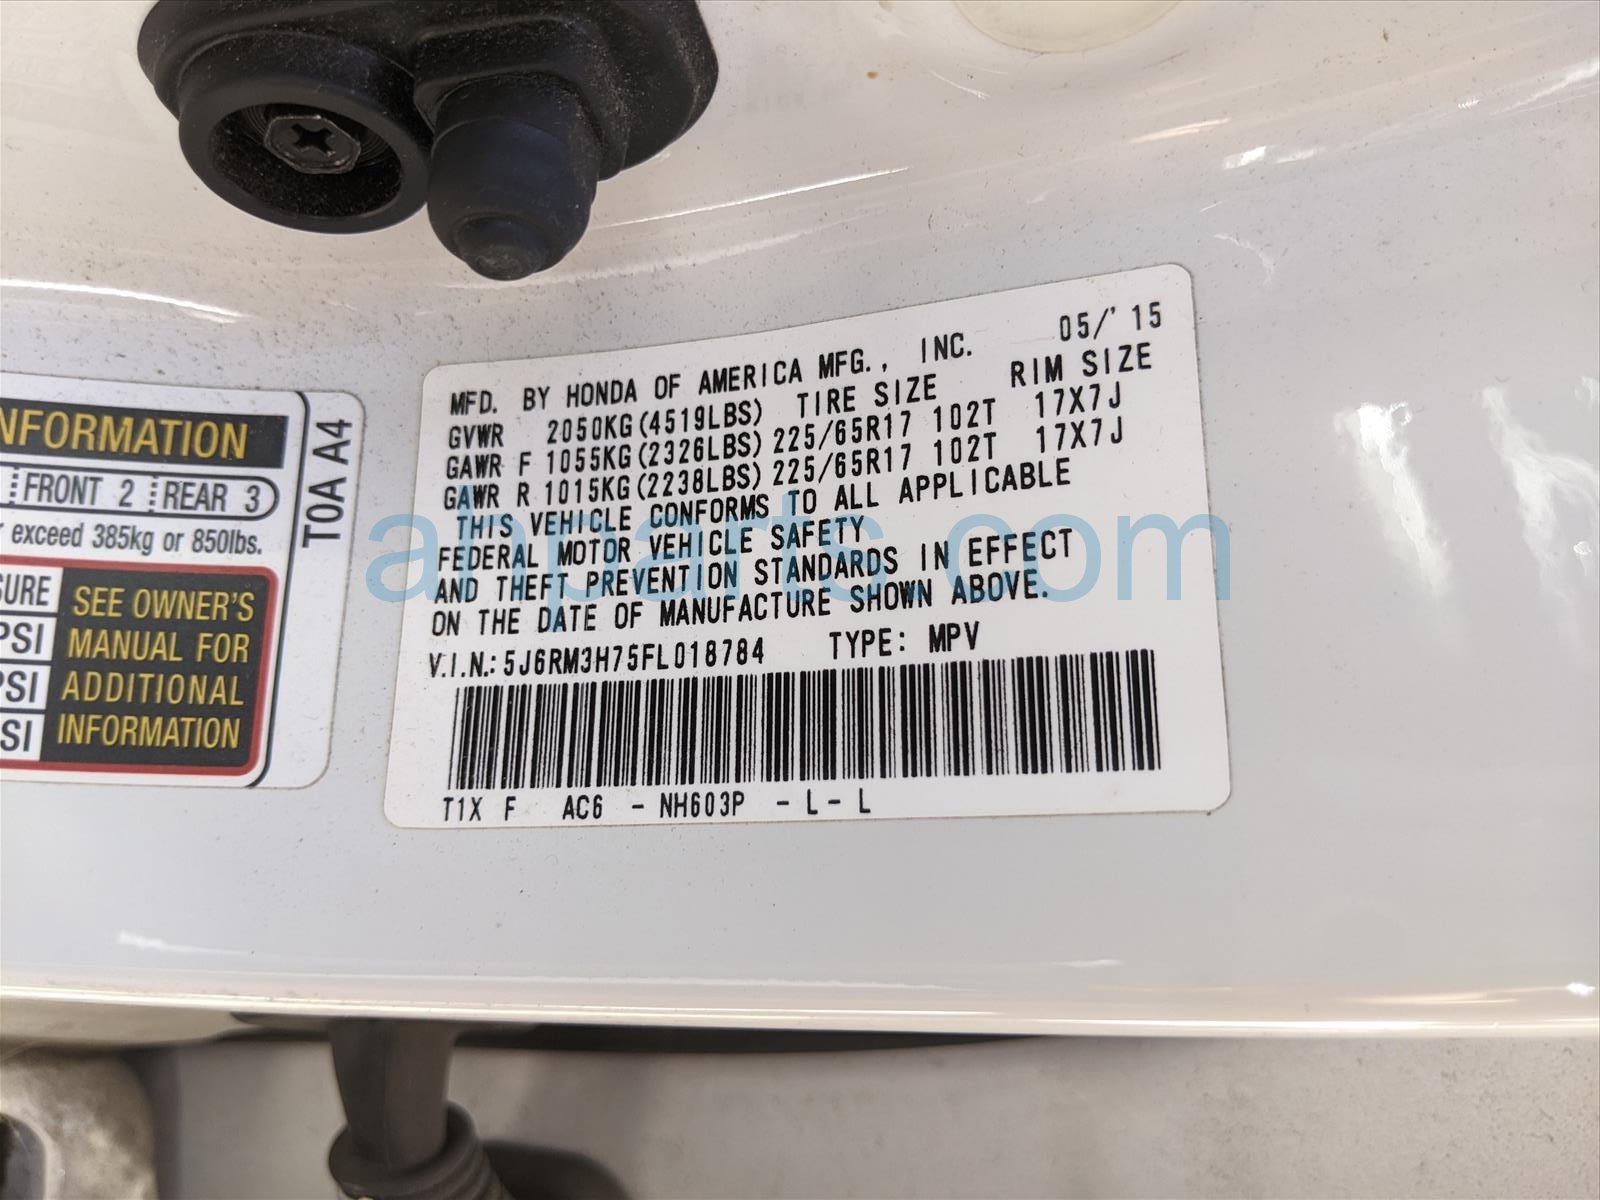 NFORMATION
FRONT 2 REAR 3
exceed 385kg or 850lbs.
SURE
PSI
PSI
SI
SEE OWNER'S
MANUAL FOR
ADDITIONAL
INFORMATION
T0A A4
MFD. BY HONDA OF AMERICA MFG., INC. 05/'15
GVWR 2050KG(4519LBS) TIRE SIZE RIM SIZE
GAWR F 1055KG(2326LBS) 225/65R17 102T 17X7J
GAWR R 1015KG(2238LBS) 225/65R17 102T 17X7J
THIS VEHICLE CONFORMS TO ALL APPLICABLE
FEDERAL MOTOR VEHICLE SAFETY
AND THEFT PREVENTION STANDARDS IN EFFECT
ON THE DATE OF MANUFACTURE SHOWN ABOVE.
V.I.N.: 5J6RM3H75FL018784 TYPE: MPV
T1X F AC6 - NH603P - L - L
ahparts.com